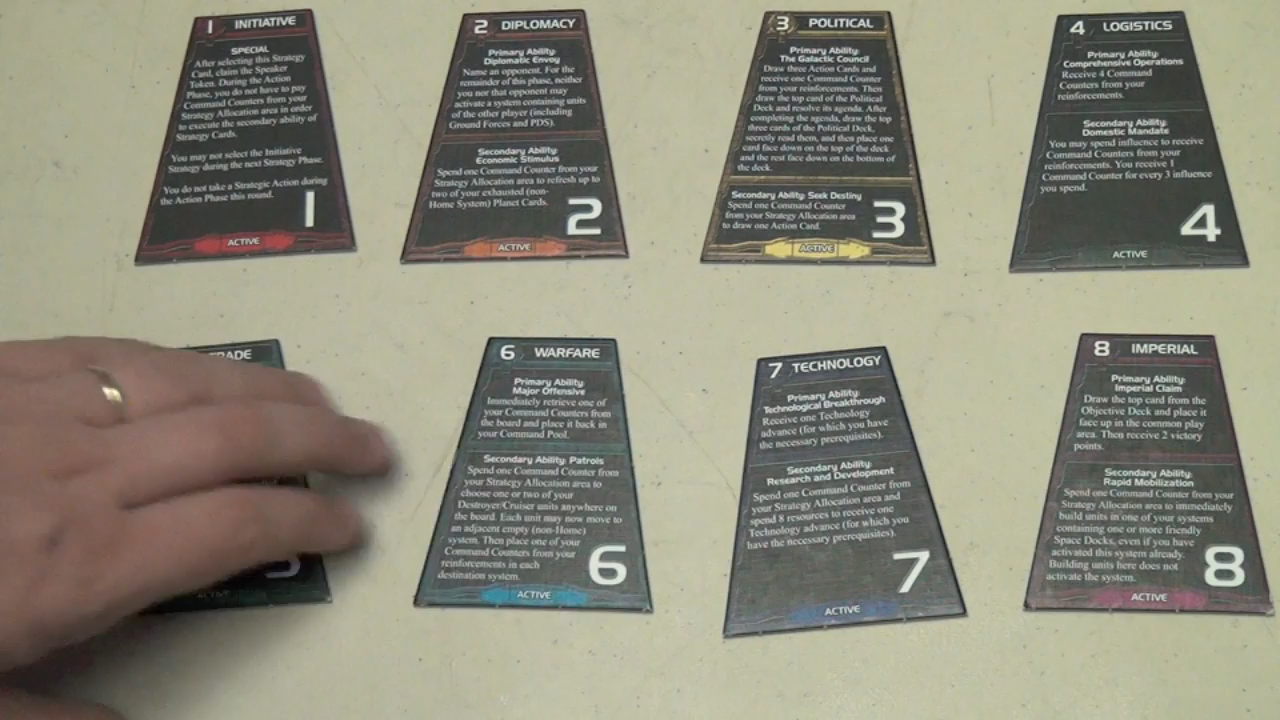 1 INITIATIVE
SPECIAL
After selecting this Strategy
Card, claim the Speaker
Token. During the Action
Phase, you do not have to pay
Command Counters from your
Strategy Allocation area in order
to execute the secondary ability of
Strategy Cards.
You may not select the Initiative
Strategy during the next Strategy Phase.
You do not take a Strategic Action during
the Action Phase this round.
1
ACTIVE
2 DIPLOMACY
Primary Ability:
Diplomatic Envoy
Name an opponent. For the
remainder of this phase, neither
you nor that opponent may
activate a system containing units
of the other player (including
Ground Forces and PDS).
Secondary Ability:
Economic Stimulus
Spend one Command Counter from your
Strategy Allocation area to refresh up to
two of your exhausted (non-
Home System) Planet Cards.
2
ACTIVE
3 POLITICAL
Primary Ability:
The Galactic Council
Draw three Action Cards and
receive one Command Counter
from your reinforcements. Then
draw the top card of the Political
Deck and resolve its agenda. After
completing the agenda, draw the top
three cards of the Political Deck,
secretly read them, and then place one
card face down on the top of the deck
and the rest face down on the bottom of
the deck.
Secondary Ability: Seek Destiny
Spend one Command Counter
from your Strategy Allocation area
to draw one Action Card.
3
ACTIVE
4 LOGISTICS
Primary Ability:
Comprehensive Operations
Receive 4 Command
Counters from your
reinforcements.
Secondary Ability:
Domestic Mandate
You may spend influence to receive
Command Counters from your
reinforcements. You receive 1
Command Counter for every 3 influence
you spend.
4
ACTIVE
RADE
5
ACTIVE
6 WARFARE
Primary Ability:
Major Offensive
Immediately retrieve one of
your Command Counters from
the board and place it back in
your Command Pool.
Secondary Ability: Patrols
Spend one Command Counter from
your Strategy Allocation area to
choose one or two of your
Destroyer/Cruiser units anywhere on
the board. Each unit may now move to
an adjacent empty (non-Home)
system. Then place one of your
Command Counters from your
reinforcements in each
destination system.
6
ACTIVE
7 TECHNOLOGY
Primary Ability:
Technological Breakthrough
Receive one Technology
advance (for which you have
the necessary prerequisites).
Secondary Ability:
Research and Development
Spend one Command Counter from
your Strategy Allocation area and
spend 8 resources to receive one
Technology advance (for which you
have the necessary prerequisites).
7
ACTIVE
8 IMPERIAL
Primary Ability:
Imperial Claim
Draw the top card from the
Objective Deck and place it
face up in the common play
area. Then receive 2 victory
points.
Secondary Ability:
Rapid Mobilization
Spend one Command Counter from your
Strategy Allocation area to immediately
build units in one of your systems
containing one or more friendly
Space Docks, even if you have
activated this system already.
Building units here does not
activate the system.
8
ACTIVE